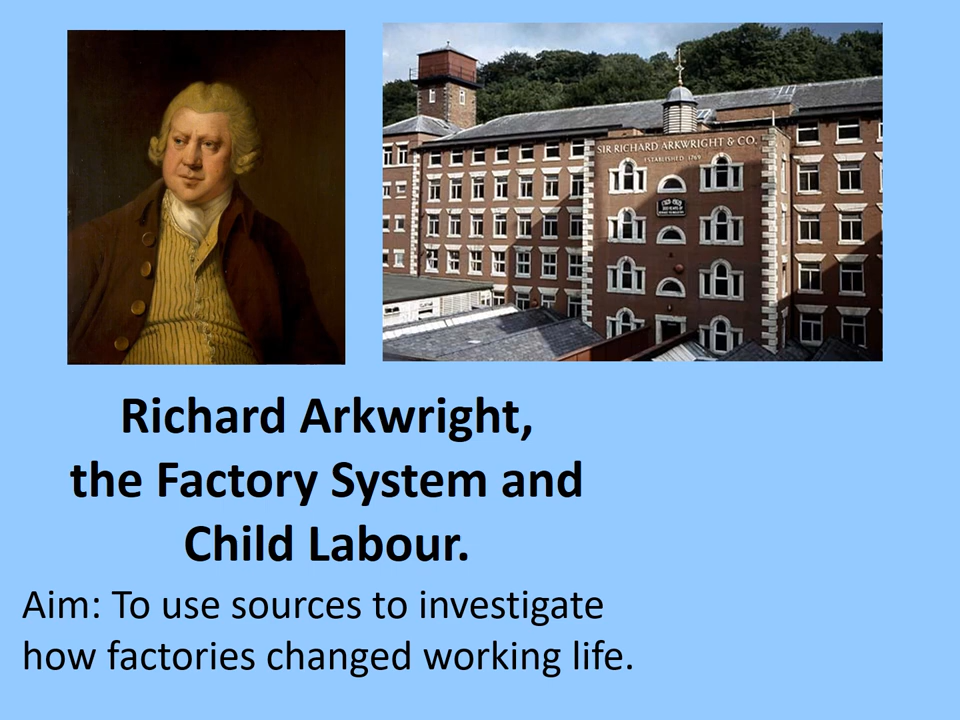 SIR RICHARD ARKWRIGHT & CO.
ESTABLISHED 1769
Richard Arkwright,
the Factory System and
Child Labour.
Aim: To use sources to investigate
how factories changed working life.